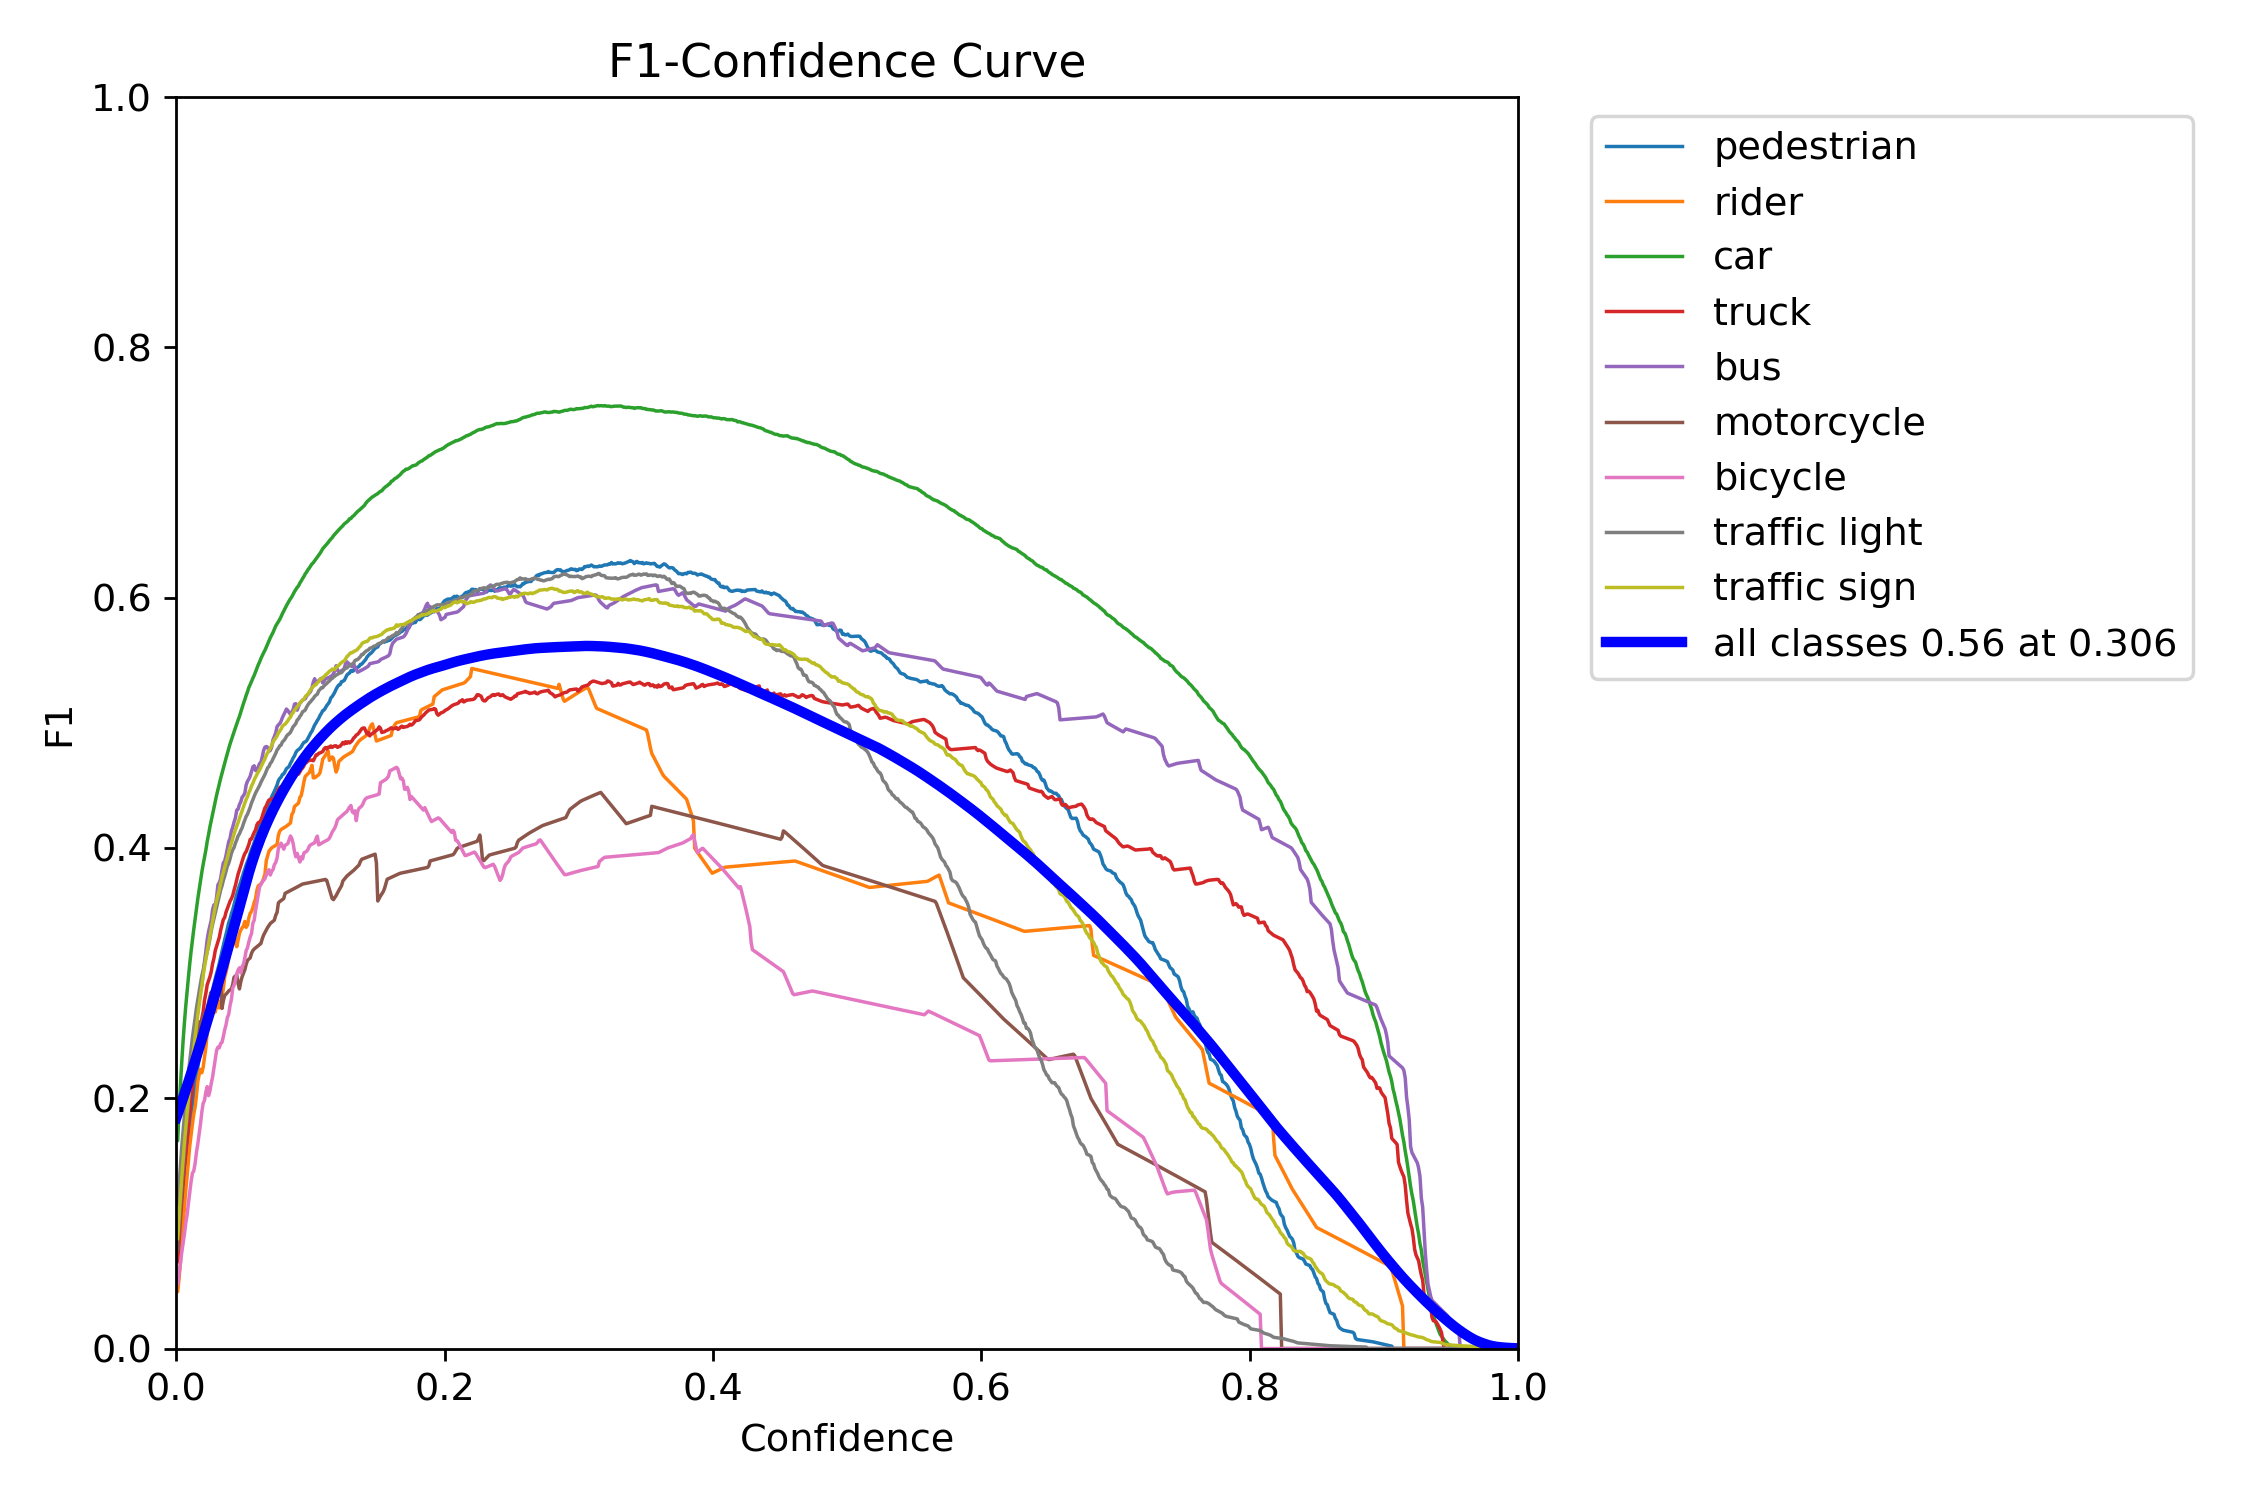 F1-Confidence Curve
1.0
0.8
0.6
0.4
0.2
0.0
F1
0.0 0.2 0.4 0.6 0.8 1.0
Confidence
pedestrian
rider
car
truck
bus
motorcycle
bicycle
traffic light
traffic sign
all classes 0.56 at 0.306